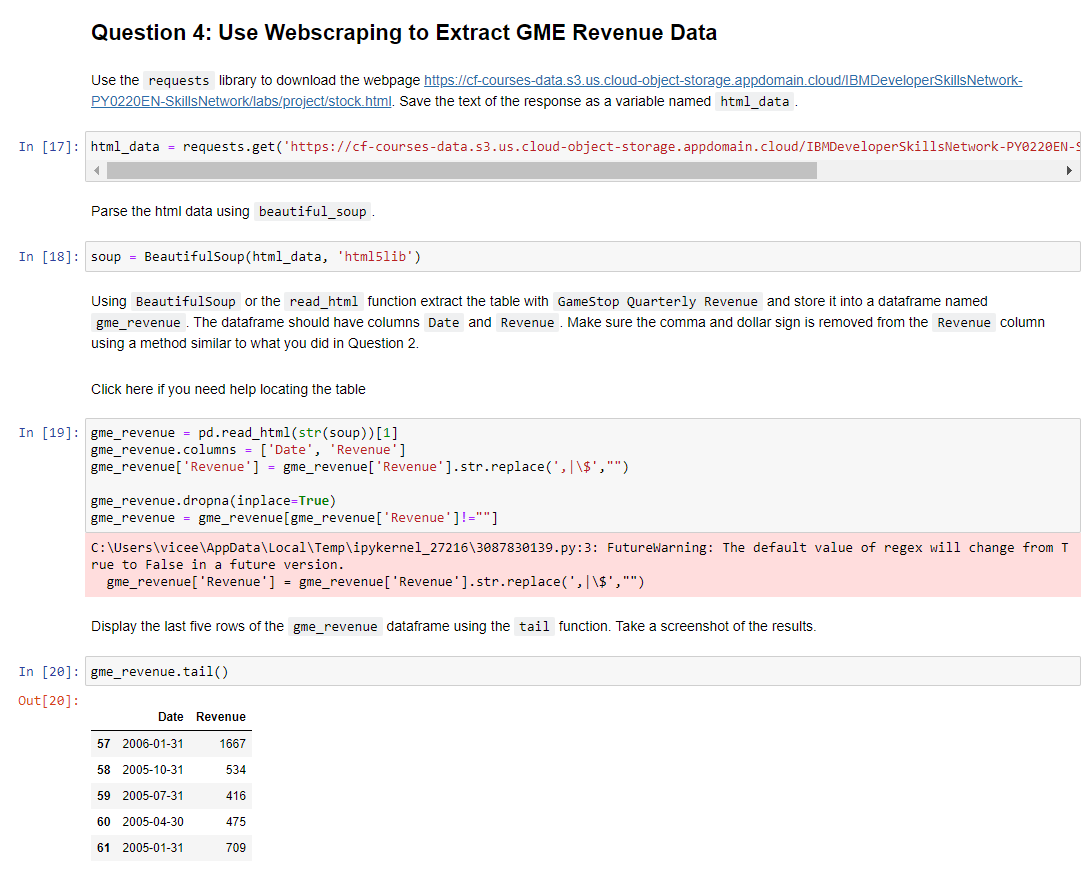 Question 4: Use Webscraping to Extract GME Revenue Data
Use the requests library to download the webpage https://cf-courses-data.s3.us.cloud-object-storage.appdomain.cloud/IBMDeveloperSkillsNetwork-
PY0220EN-SkillsNetwork/labs/project/stock.html. Save the text of the response as a variable named html_data .
In [17]: html_data = requests.get('https://cf-courses-data.s3.us.cloud-object-storage.appdomain.cloud/IBMDeveloperSkillsNetwork-PY0220EN-S
Parse the html data using beautiful_soup .
In [18]: soup = BeautifulSoup(html_data, 'html5lib')
Using BeautifulSoup or the read_html function extract the table with GameStop Quarterly Revenue and store it into a dataframe named
gme_revenue . The dataframe should have columns Date and Revenue . Make sure the comma and dollar sign is removed from the Revenue column
using a method similar to what you did in Question 2.
Click here if you need help locating the table
In [19]: gme_revenue = pd.read_html(str(soup))[1]
gme_revenue.columns = ['Date', 'Revenue']
gme_revenue['Revenue'] = gme_revenue['Revenue'].str.replace(',|\$',"")
gme_revenue.dropna(inplace=True)
gme_revenue = gme_revenue[gme_revenue['Revenue']!=""]
C:\Users\vicee\AppData\Local\Temp\ipykernel_27216\3087830139.py:3: FutureWarning: The default value of regex will change from T
rue to False in a future version.
gme_revenue['Revenue'] = gme_revenue['Revenue'].str.replace(',|\$',"")
Display the last five rows of the gme_revenue dataframe using the tail function. Take a screenshot of the results.
In [20]: gme_revenue.tail()
Out[20]:
Date Revenue
57 2006-01-31 1667
58 2005-10-31 534
59 2005-07-31 416
60 2005-04-30 475
61 2005-01-31 709